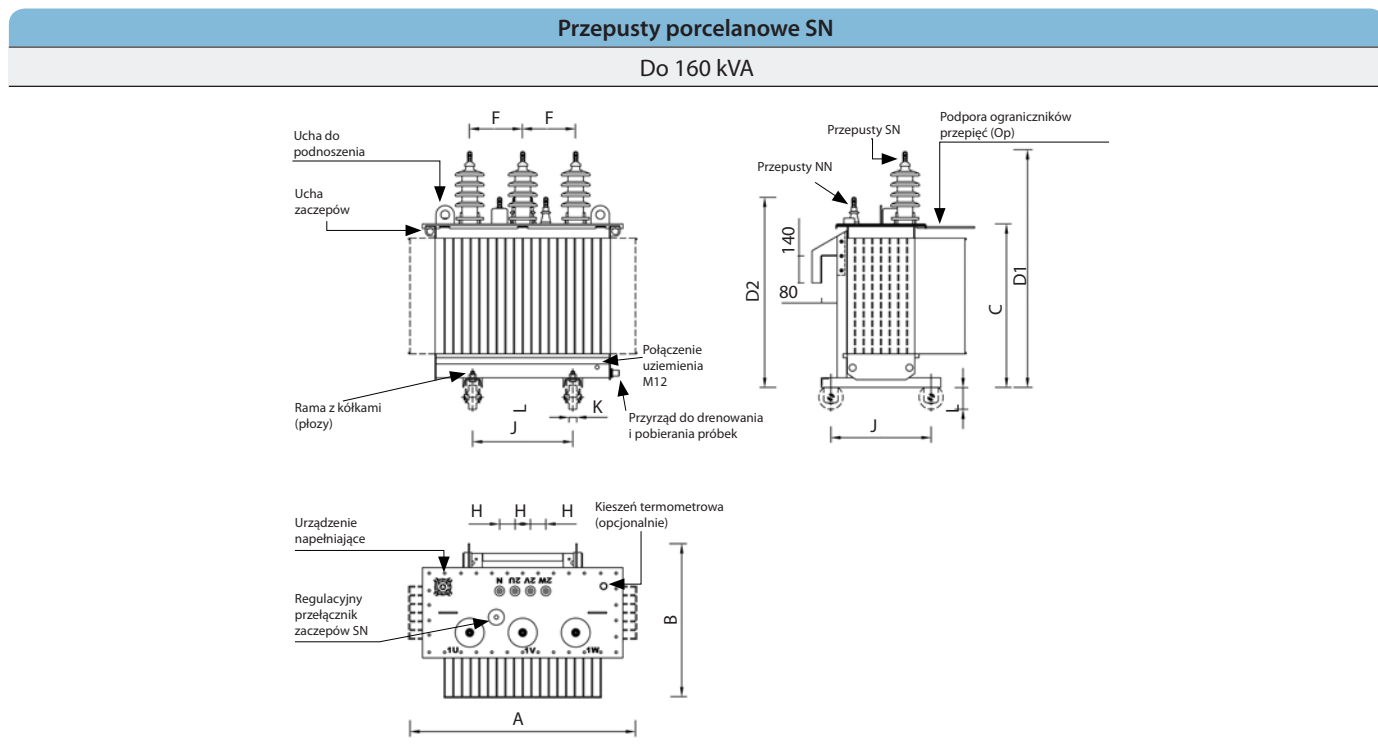 Przepusty porcelanowe SN
Do 160 kVA
F F
Ucha do
podnoszenia
Ucha
zaczepów
Połączenie
uziemienia
M12
Rama z kółkami
(płozy)
L
K
J
Przyrząd do drenowania
i pobierania próbek
Przepusty SN
Podpora ograniczników
przepięć (Op)
Przepusty NN
140
80
D2
C
D1
L
J
H H H
Kieszeń termometrowa
(opcjonalnie)
Urządzenie
napełniające
N 2U 2V 2W
Regulacyjny
przełącznik
zaczepów SN
1U 1V 1W
B
A